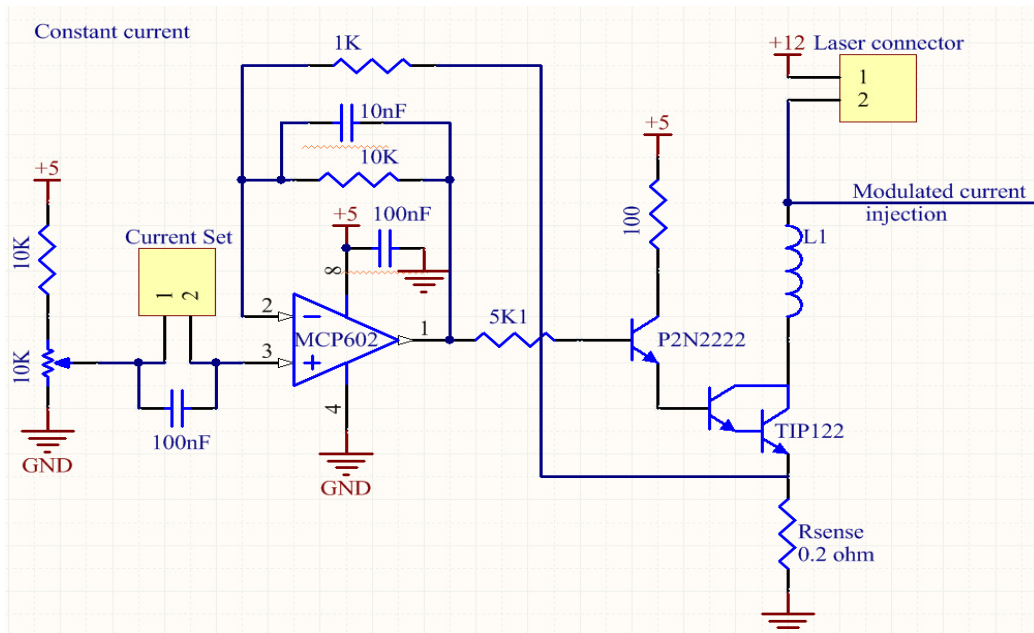 Constant current
1K
+12
Laser connector
1
2
10nF
10K
+5
+5
100nF
+5
Current Set
Modulated current
injection
10K
1
2
8
100
L1
2
MCP602
1
5K1
P2N2222
3
10K
4
100nF
TIP122
GND
GND
Rsense
0.2 ohm